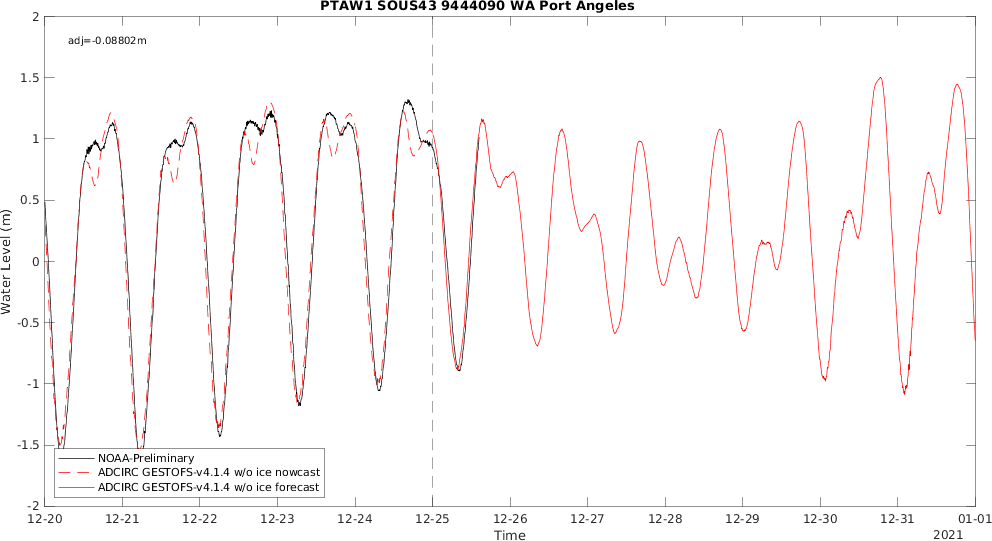 PTAW1 SOUS43 9444090 WA Port Angeles
adj=-0.08802m
2
1.5
1
0.5
0
-0.5
-1
-1.5
-2
Water Level (m)
NOAA-Preliminary
ADCIRC GESTOFS-v4.1.4 w/o ice nowcast
ADCIRC GESTOFS-v4.1.4 w/o ice forecast
12-20 12-21 12-22 12-23 12-24 12-25 12-26 12-27 12-28 12-29 12-30 12-31 01-01
Time
2021